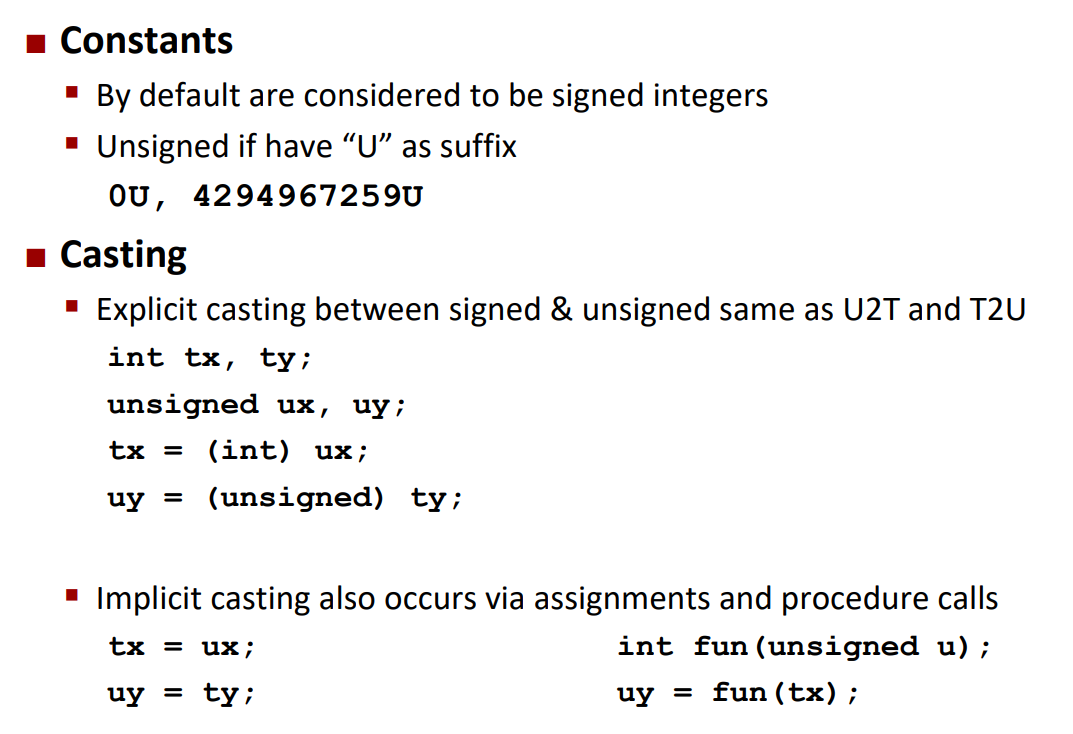 Constants
By default are considered to be signed integers
Unsigned if have “U” as suffix
0U, 4294967259U
Casting
Explicit casting between signed & unsigned same as U2T and T2U
int tx, ty;
unsigned ux, uy;
tx = (int) ux;
uy = (unsigned) ty;
Implicit casting also occurs via assignments and procedure calls
tx = ux; int fun(unsigned u);
uy = ty; uy = fun(tx);